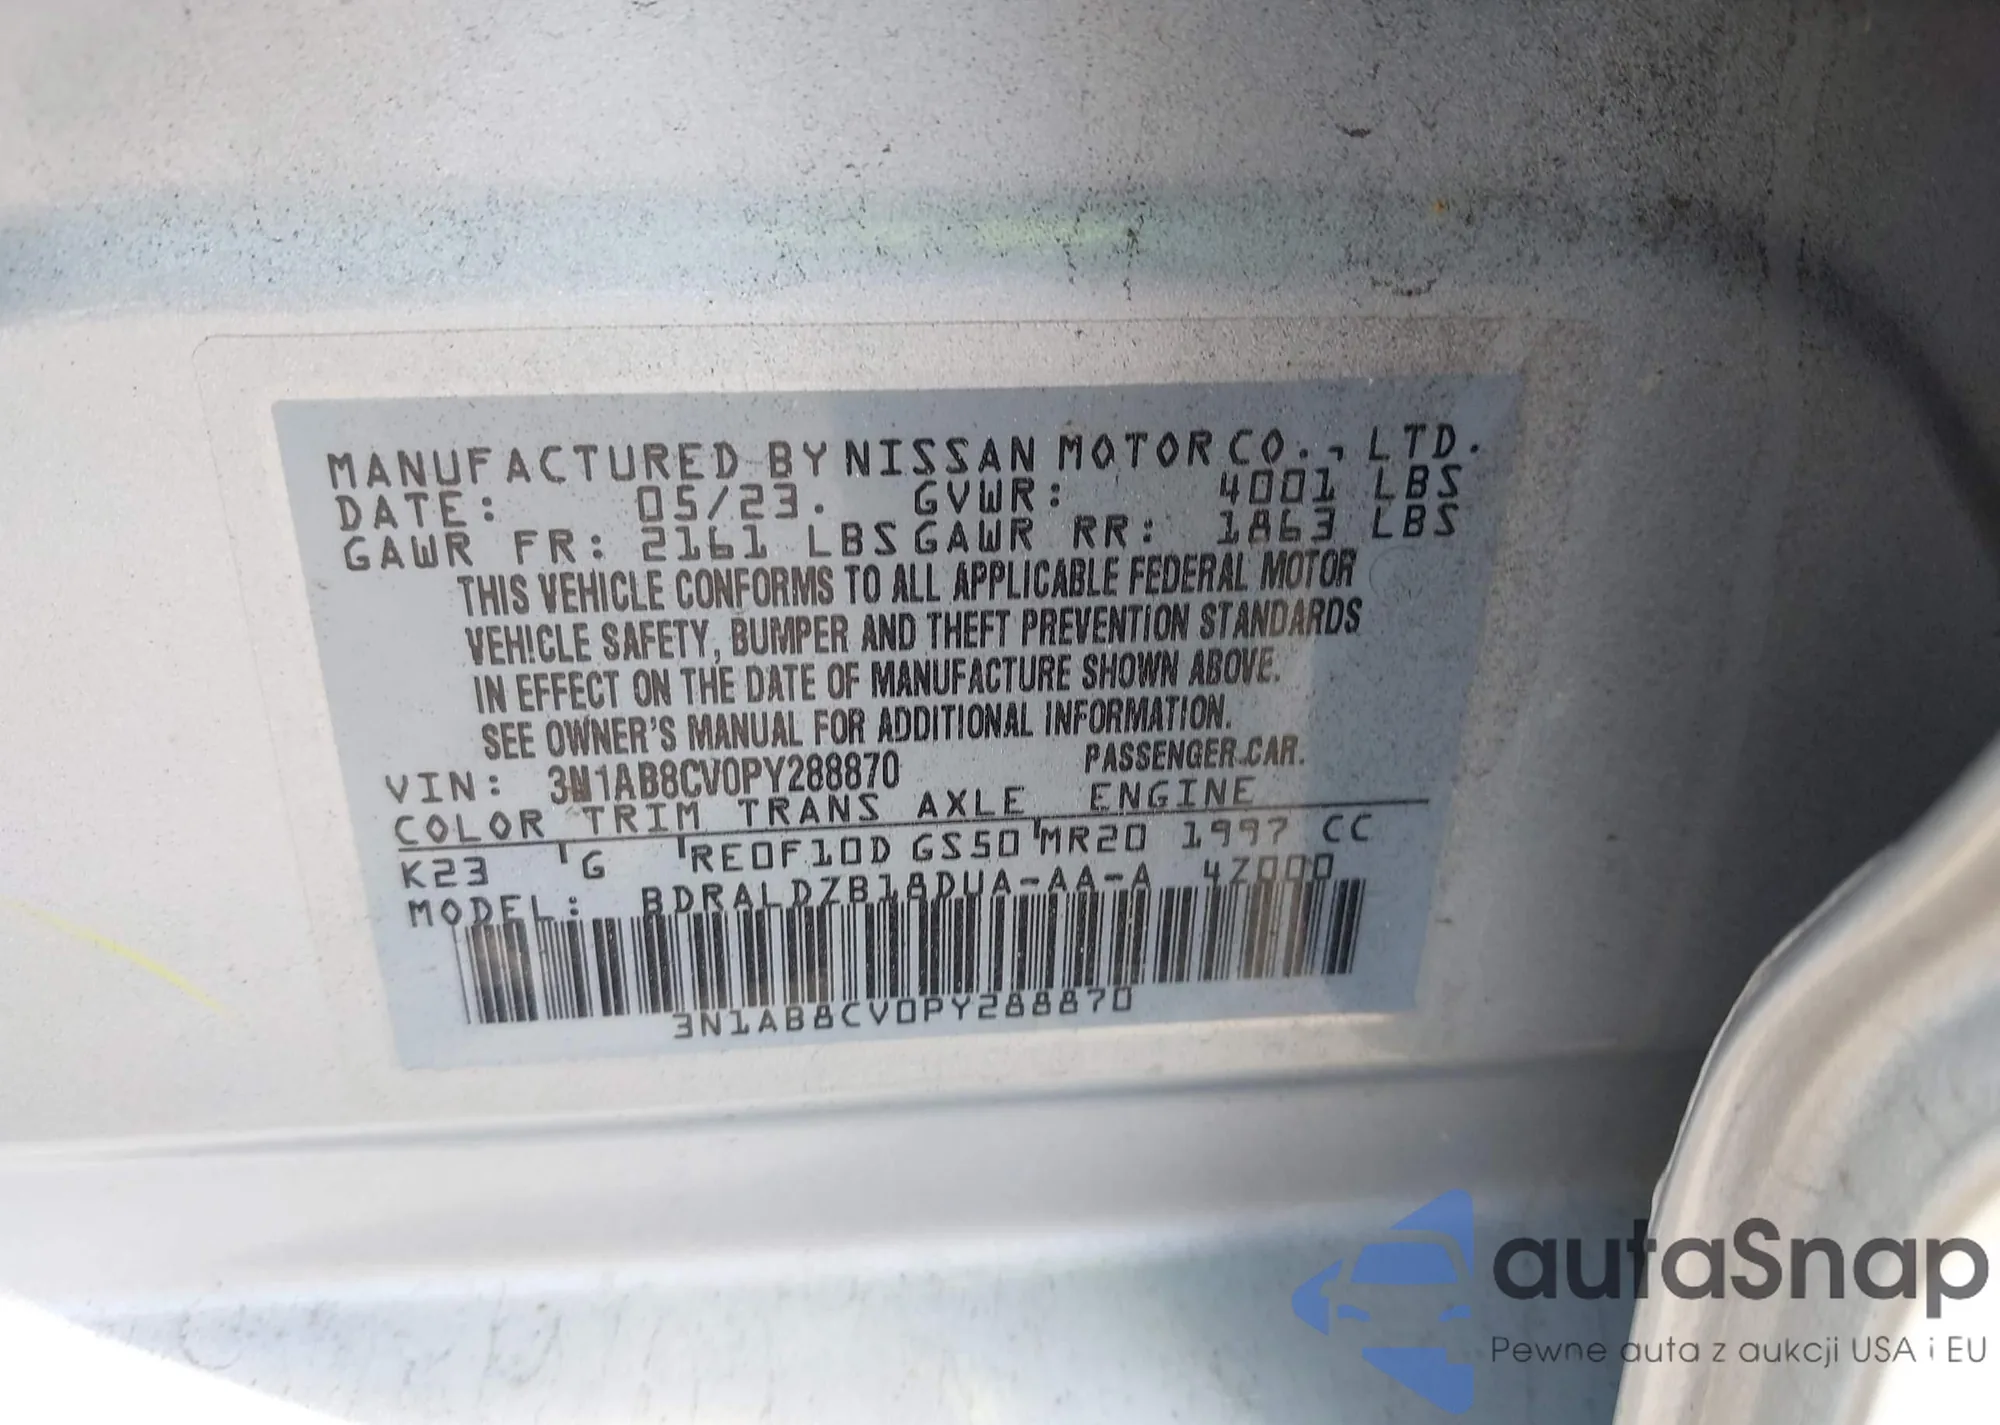 MANUFACTURED BY NISSAN MOTOR CO., LTD.
DATE: 05/23. GVWR: 4001 LBS
GAWR FR: 2161 LBS GAWR RR: 1863 LBS
THIS VEHICLE CONFORMS TO ALL APPLICABLE FEDERAL MOTOR
VEHICLE SAFETY, BUMPER AND THEFT PREVENTION STANDARDS
IN EFFECT ON THE DATE OF MANUFACTURE SHOWN ABOVE.
SEE OWNER'S MANUAL FOR ADDITIONAL INFORMATION.
VIN: 3N1AB8CV0PY288870 PASSENGER CAR.
COLOR TRIM TRANS AXLE ENGINE
K23 G RE0F10D GS50 MR20 1997 CC
MODEL: BDRALDZB18DUA-AA-A 4Z000
3N1AB8CV0PY288870
autaSnap
Pewne auta z aukcji USA i EU